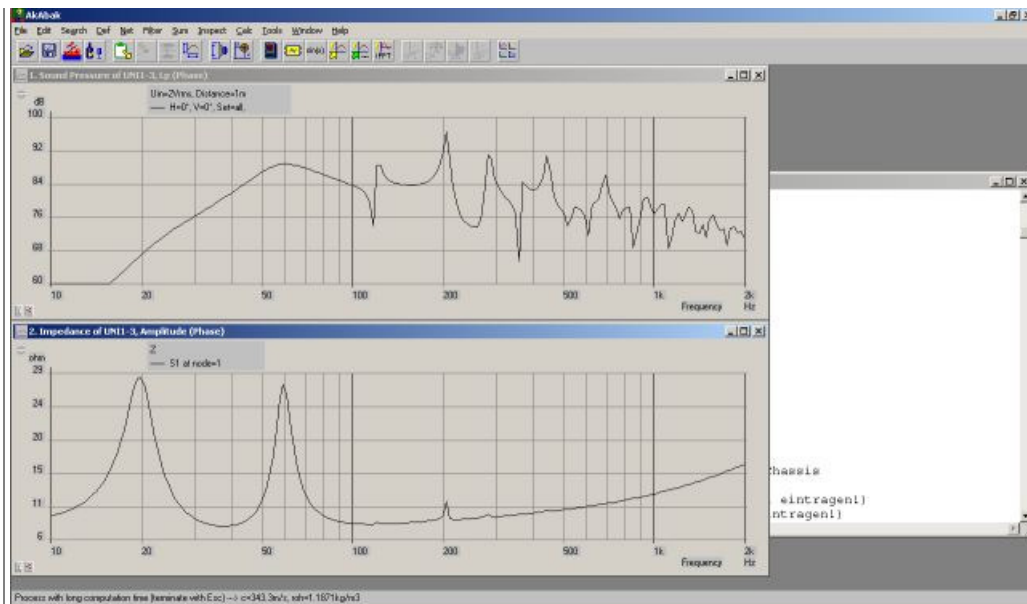 AkAbak
File Edit Search Def Net Filter Sum Inspect Calc Tools Window Help
1. Sound Pressure of UNI1-3, Lp (Phase)
Uin=2Vrms, Distance=1m
H=0°, V=0°, Set=all,
dB
100
92
84
76
68
60
10 20 50 100 200 500 1k 2k
Frequency Hz
2. Impedance of UNI1-3, Amplitude (Phase)
Z
S1 at node=1
ohm
29
24
20
15
11
6
10 20 50 100 200 500 1k 2k
Frequency Hz
hassis
eintragen!)
ntragen!)
Process with long computation time (terminate with Esc) --> c=343.3m/s, roh=1.1871kg/m3